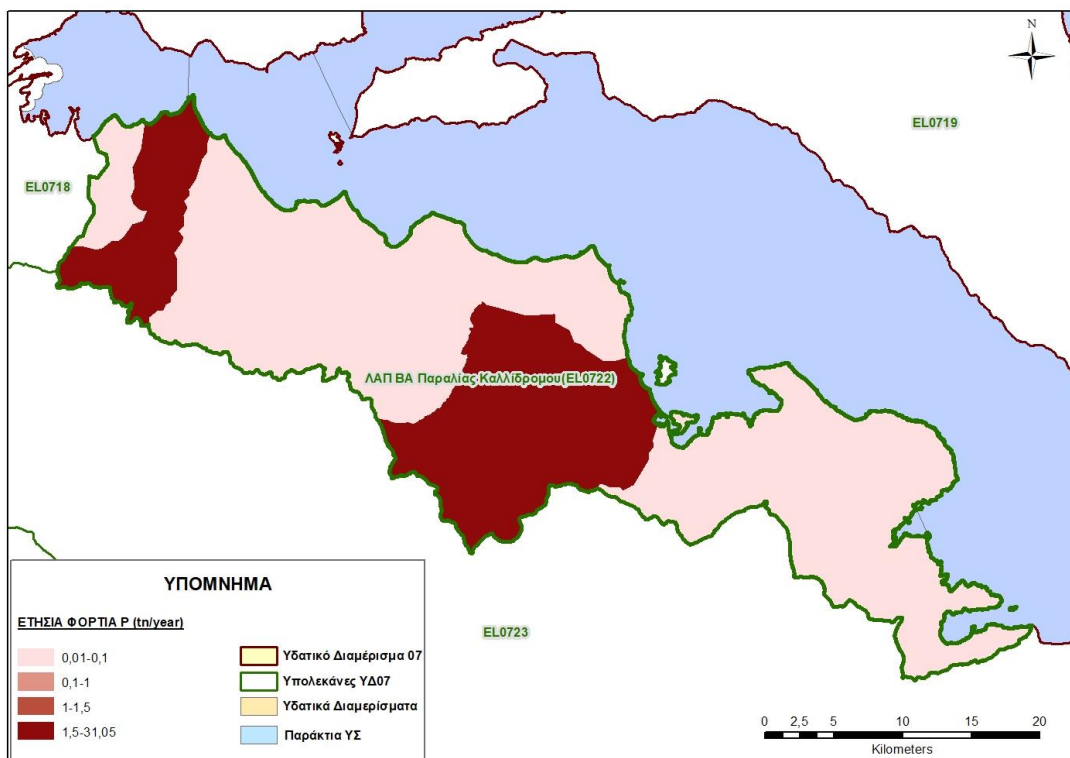 N
EL0719
EL0718
ΛΑΠ ΒΑ Παραλίας Καλλίδρομου(EL0722)
EL0723
ΥΠΟΜΝΗΜΑ
ΕΤΗΣΙΑ ΦΟΡΤΙΑ P (tn/year)
0,01-0,1
0,1-1
1-1,5
1,5-31,05
Υδατικό Διαμέρισμα 07
Υπολεκάνες ΥΔ07
Υδατικά Διαμερίσματα
Παράκτια ΥΣ
0 2,5 5 10 15 20
Kilometers